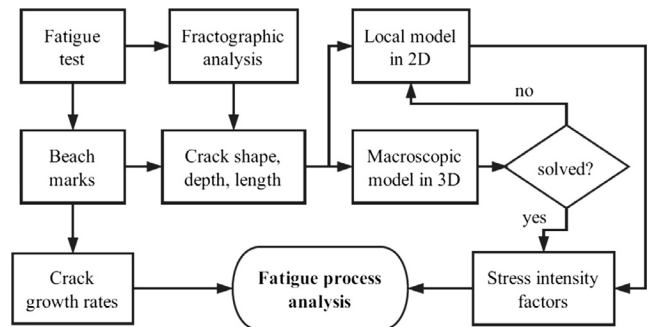 Fatigue
test
Fractographic
analysis
Local model
in 2D
no
Beach
marks
Crack shape,
depth, length
Macroscopic
model in 3D
solved?
yes
Crack
growth rates
Fatigue process
analysis
Stress intensity
factors